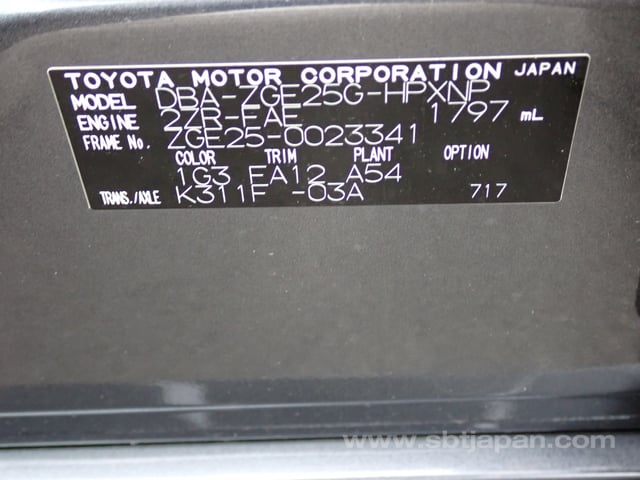 TOYOTA MOTOR CORPORATION JAPAN
MODEL DBA-ZGE25G-HPXNP
ENGINE 2ZR-FAE 1797 mL
FRAME No. ZGE25-0023341
COLOR TRIM PLANT OPTION
1G3 FA12 A54
TRANS./AXLE K311F -03A 717
www.sbtjapan.com